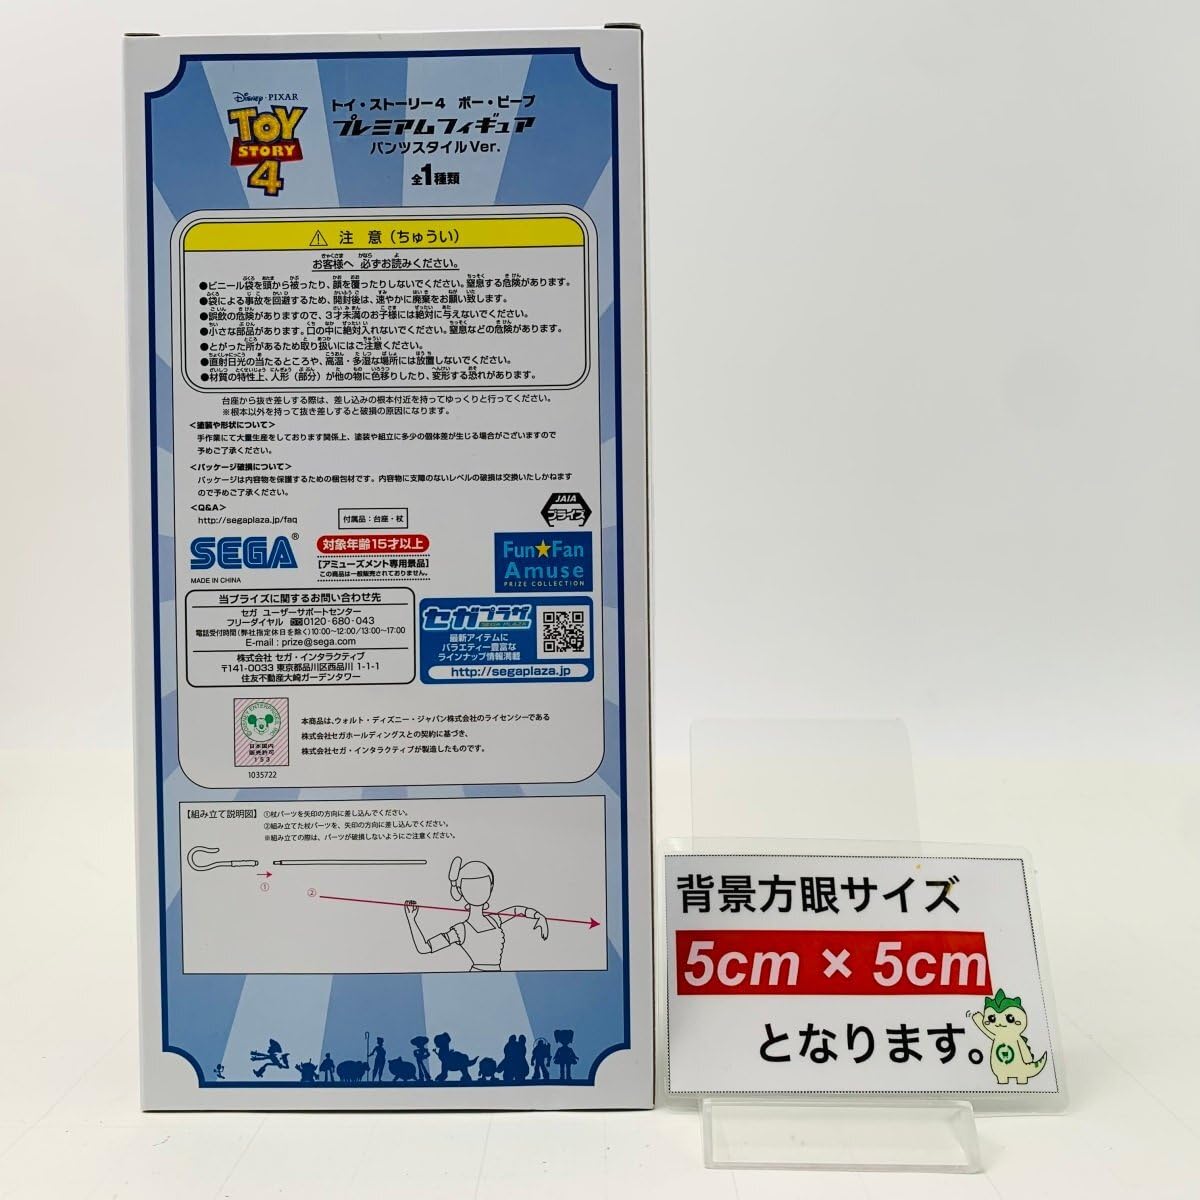 Disney·PIXAR
TOY
STORY
4
トイ・ストーリー4 ボー・ピープ
プレミアムフィギュア
パンツスタイルVer.
全1種類
⚠ 注 意（ちゅうい）
お客様へ 必ずお読みください。
●ビニール袋を頭から被ったり、顔を覆ったりしないでください。窒息する危険があります。
●袋による事故を回避するため、開封後は、速やかに廃棄をお願い致します。
●誤飲の危険がありますので、3才未満のお子様には絶対に与えないでください。
●小さな部品があります。口の中に絶対入れないでください。窒息などの危険があります。
●とがった所があるため取り扱いにはご注意ください。
●直射日光の当たるところや、高温・多湿な場所には放置しないでください。
●材質の特性上、人形（部分）が他の物に色移りしたり、変形する恐れがあります。
台座から抜き差しする際は、差し込みの根本付近を持ってゆっくりと行ってください。
※根本以外を持って抜き差しすると破損の原因になります。
<塗装や形状について>
手作業にて大量生産をしております関係上、塗装や組立に多少の個体差が生じる場合がございますので
予めご了承ください。
<パッケージ破損について>
パッケージは内容物を保護するための梱包材です。内容物に支障のないレベルの破損は交換いたしかねます
ので予めご了承ください。
<Q&A>
http://segaplaza.jp/faq
付属品：台座・杖
JAIA
プライズ
SEGA®
MADE IN CHINA
対象年齢15才以上
[アミューズメント専用景品]
この商品は一般販売されておりません。
Fun★Fan
Amuse
PRIZE COLLECTION
当プライズに関するお問い合わせ先
セガ ユーザーサポートセンター
フリーダイヤル 0120-680-043
電話受付時間（弊社指定休日を除く）10:00〜12:00/13:00〜17:00
E-mail : prize@sega.com
株式会社 セガ・インタラクティブ
〒141-0033 東京都品川区西品川 1-1-1
住友不動産大崎ガーデンタワー
セガプラザ
SEGA PLAZA
最新アイテムに
バラエティー豊富な
ラインナップ情報満載
http://segaplaza.jp
日本国内
販売許可
153
1035722
本商品は、ウォルト・ディズニー・ジャパン株式会社のライセンシーである
株式会社セガホールディングスとの契約に基づき、
株式会社セガ・インタラクティブが製造したものです。
【組み立て説明図】 ①杖パーツを矢印の方向に差し込んでください。
②組み立てた杖パーツを、矢印の方向に差し込んでください。
※組み立ての際は、パーツが破損しないようにご注意ください。
①
②
背景方眼サイズ
5cm × 5cm
となります。